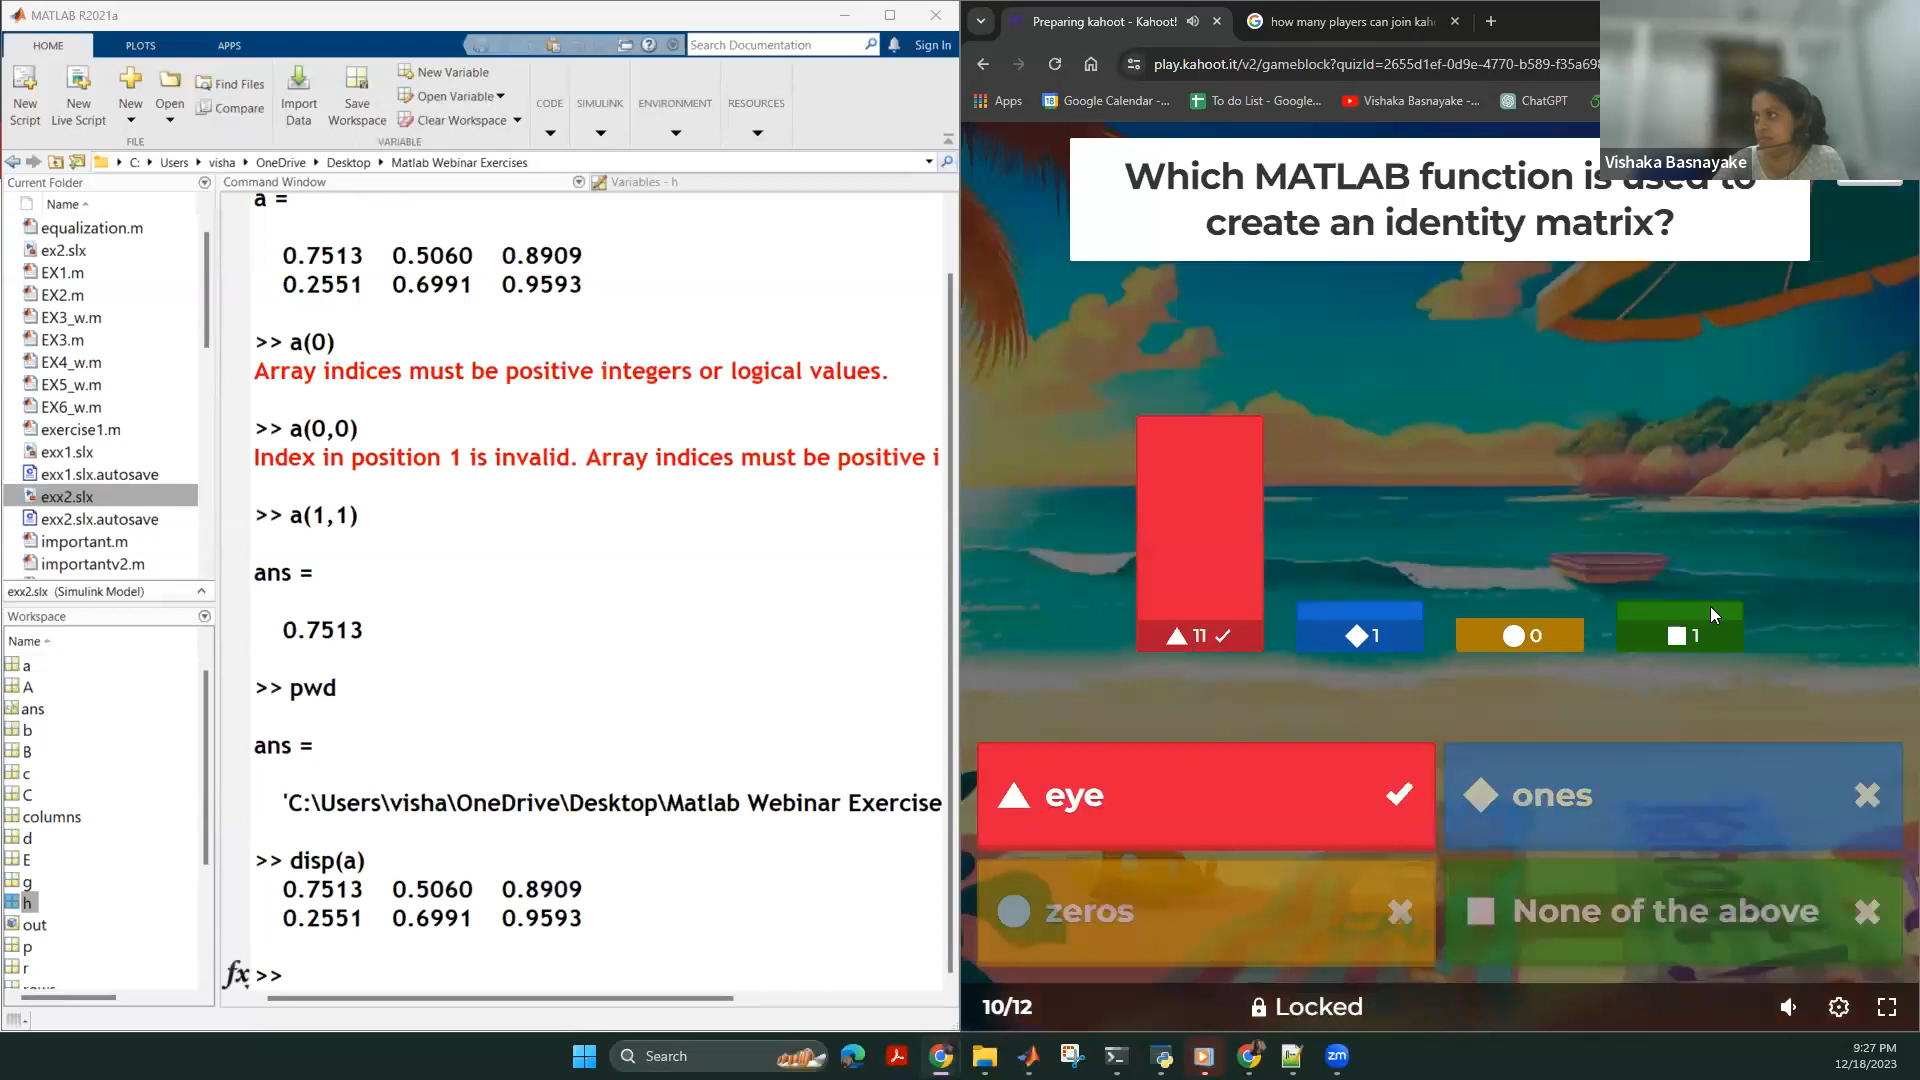 MATLAB R2021a
HOME
PLOTS
APPS
Search Documentation
Sign In
New Script
New Live Script
New
Open
Find Files
Compare
Import Data
Save Workspace
New Variable
Open Variable
Clear Workspace
CODE
SIMULINK
ENVIRONMENT
RESOURCES
FILE
VARIABLE
C: Users visha OneDrive Desktop Matlab Webinar Exercises
Current Folder
Name
equalization.m
ex2.slx
EX1.m
EX2.m
EX3_w.m
EX3.m
EX4_w.m
EX5_w.m
EX6_w.m
exercise1.m
exx1.slx
exx1.slx.autosave
exx2.slx
exx2.slx.autosave
important.m
importantv2.m
exx2.slx (Simulink Model)
Workspace
Name
a
A
ans
b
B
c
C
columns
d
E
g
h
out
p
r
Command Window
Variables - h
a =
0.7513 0.5060 0.8909
0.2551 0.6991 0.9593
>> a(0)
Array indices must be positive integers or logical values.
>> a(0,0)
Index in position 1 is invalid. Array indices must be positive i
>> a(1,1)
ans =
0.7513
>> pwd
ans =
'C:\Users\visha\OneDrive\Desktop\Matlab Webinar Exercise
>> disp(a)
0.7513 0.5060 0.8909
0.2551 0.6991 0.9593
fx >>
Preparing kahoot - Kahoot!
how many players can join kah
play.kahoot.it/v2/gameblock?quizId=2655d1ef-0d9e-4770-b589-f35a698
Apps
Google Calendar -...
To do List - Google...
Vishaka Basnayake -...
ChatGPT
Vishaka Basnayake
Which MATLAB function is used to
create an identity matrix?
11
1
0
1
eye
ones
zeros
None of the above
10/12
Locked
Search
zm
9:27 PM
12/18/2023